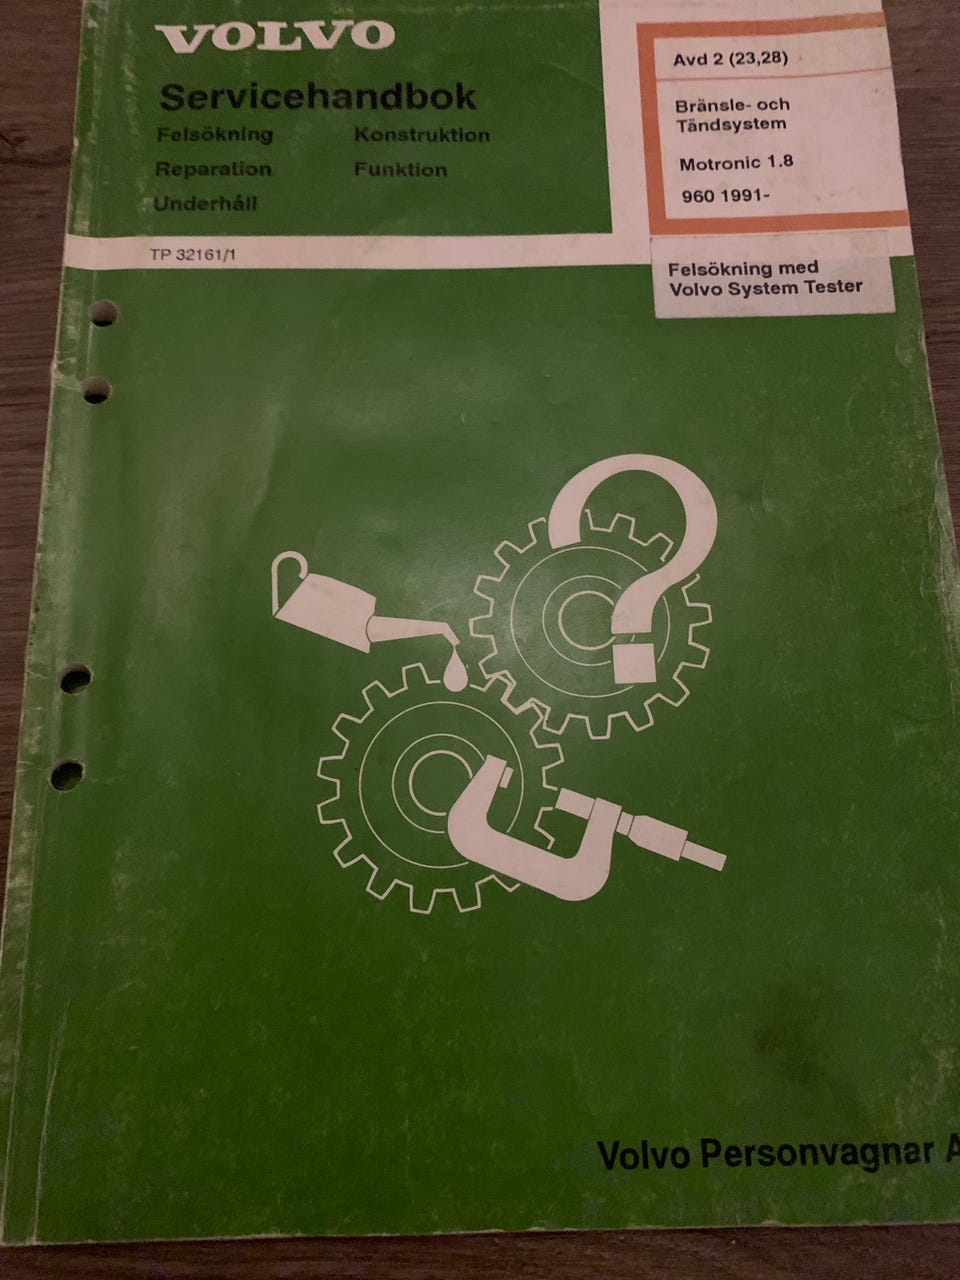 VOLVO
Servicehandbok
Felsökning Konstruktion
Reparation Funktion
Underhåll
TP 32161/1
Avd 2 (23,28)
Bränsle- och
Tändsystem
Motronic 1.8
960 1991-
Felsökning med
Volvo System Tester
Volvo Personvagnar A